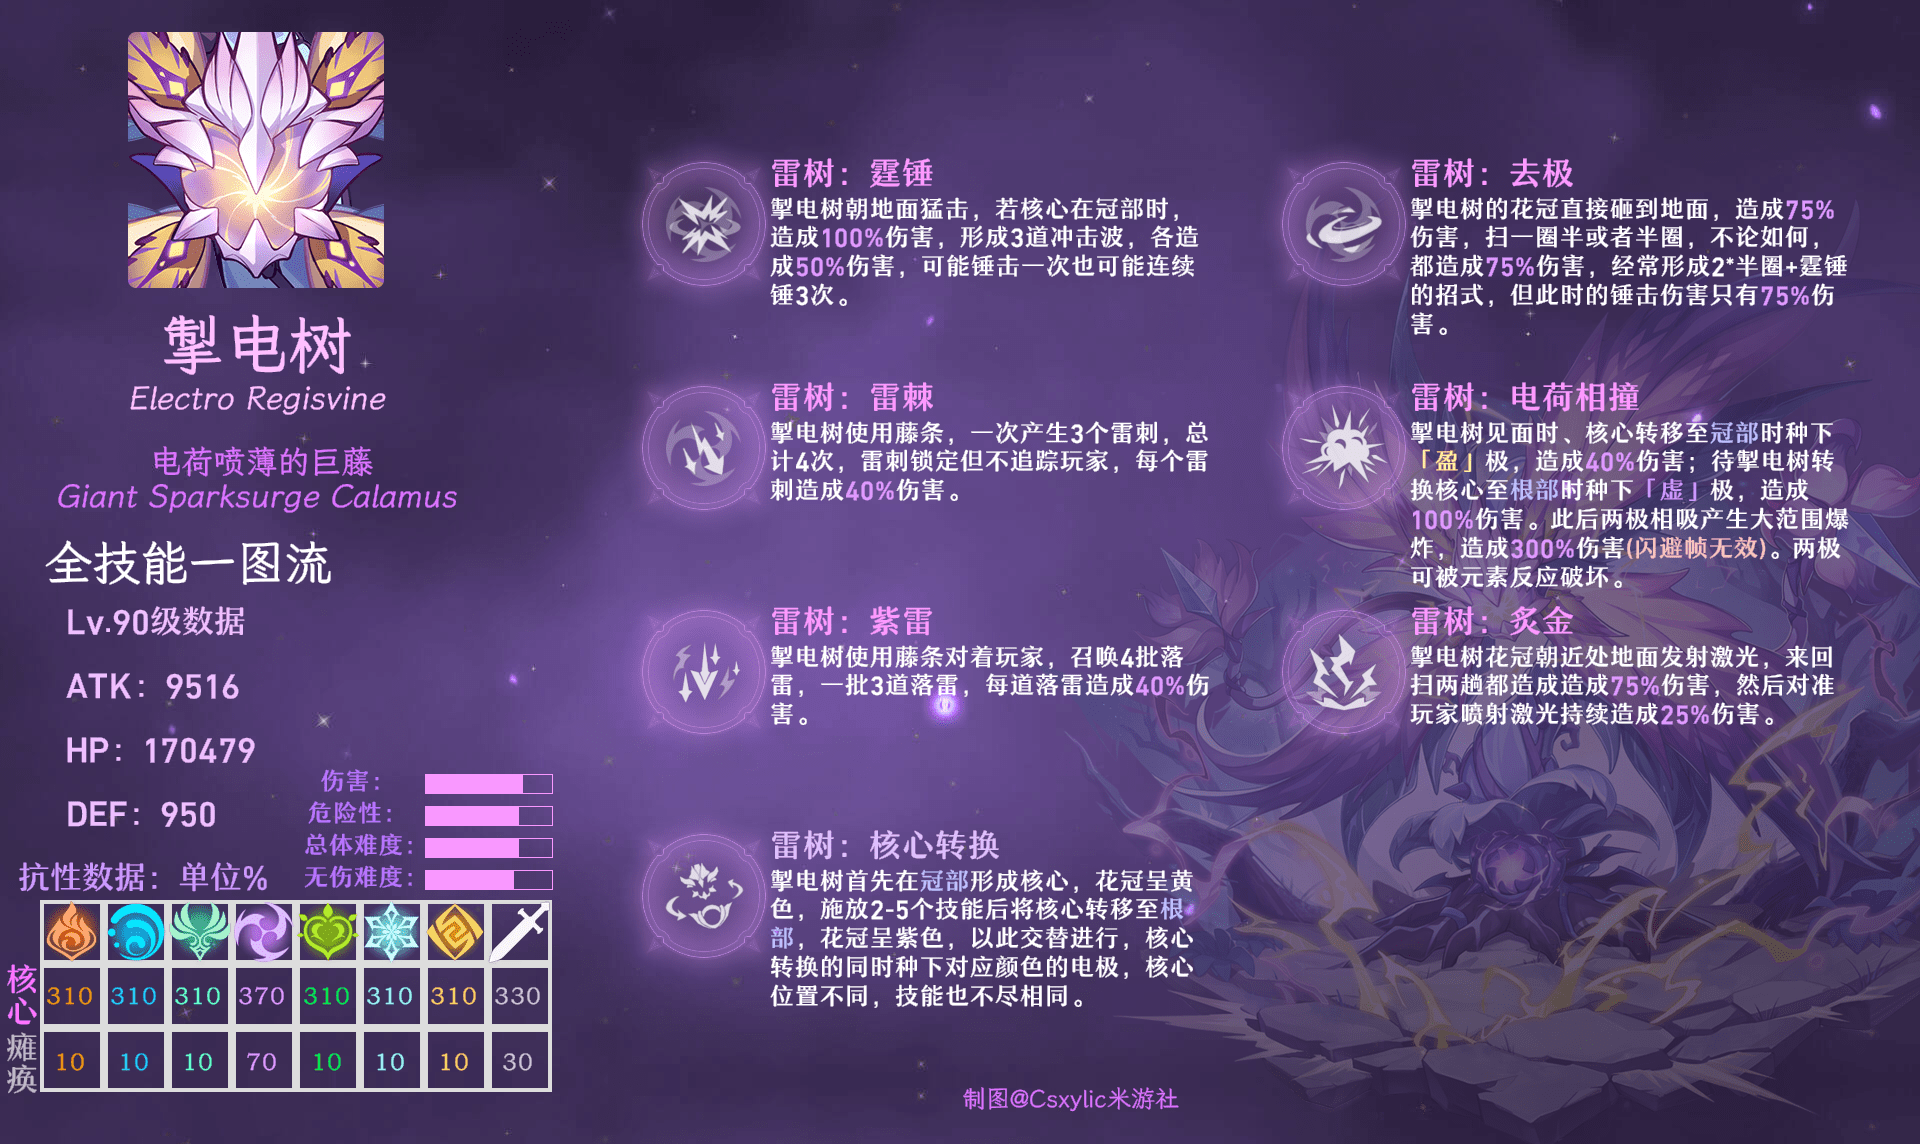 掣电树
Electro Regisvine
电荷喷薄的巨藤
Giant Sparksurge Calamus
全技能一图流
Lv.90级数据
ATK：9516
HP：170479
DEF：950
伤害：
危险性：
总体难度：
无伤难度：
抗性数据：单位%
核心
310 310 310 370 310 310 310 330
瘫痪
10 10 10 70 10 10 10 30
雷树：霆锤
掣电树朝地面猛击，若核心在冠部时，
造成100%伤害，形成3道冲击波，各造
成50%伤害，可能锤击一次也可能连续
锤3次。
雷树：雷棘
掣电树使用藤条，一次产生3个雷刺，总
计4次，雷刺锁定但不追踪玩家，每个雷
刺造成40%伤害。
雷树：紫雷
掣电树使用藤条对着玩家，召唤4批落
雷，一批3道落雷，每道落雷造成40%伤
害。
雷树：核心转换
掣电树首先在冠部形成核心，花冠呈黄
色，施放2-5个技能后将核心转移至根
部，花冠呈紫色，以此交替进行，核心
转换的同时种下对应颜色的电极，核心
位置不同，技能也不尽相同。
雷树：去极
掣电树的花冠直接砸到地面，造成75%
伤害，扫一圈半或者半圈，不论如何，
都造成75%伤害，经常形成2*半圈+霆锤
的招式，但此时的锤击伤害只有75%伤
害。
雷树：电荷相撞
掣电树见面时、核心转移至冠部时种下
「盈」极，造成40%伤害；待掣电树转
换核心至根部时种下「虚」极，造成
100%伤害。此后两极相吸产生大范围爆
炸，造成300%伤害(闪避帧无效)。两极
可被元素反应破坏。
雷树：炙金
掣电树花冠朝近处地面发射激光，来回
扫两趟都造成造成75%伤害，然后对准
玩家喷射激光持续造成25%伤害。
制图@Csxylic米游社